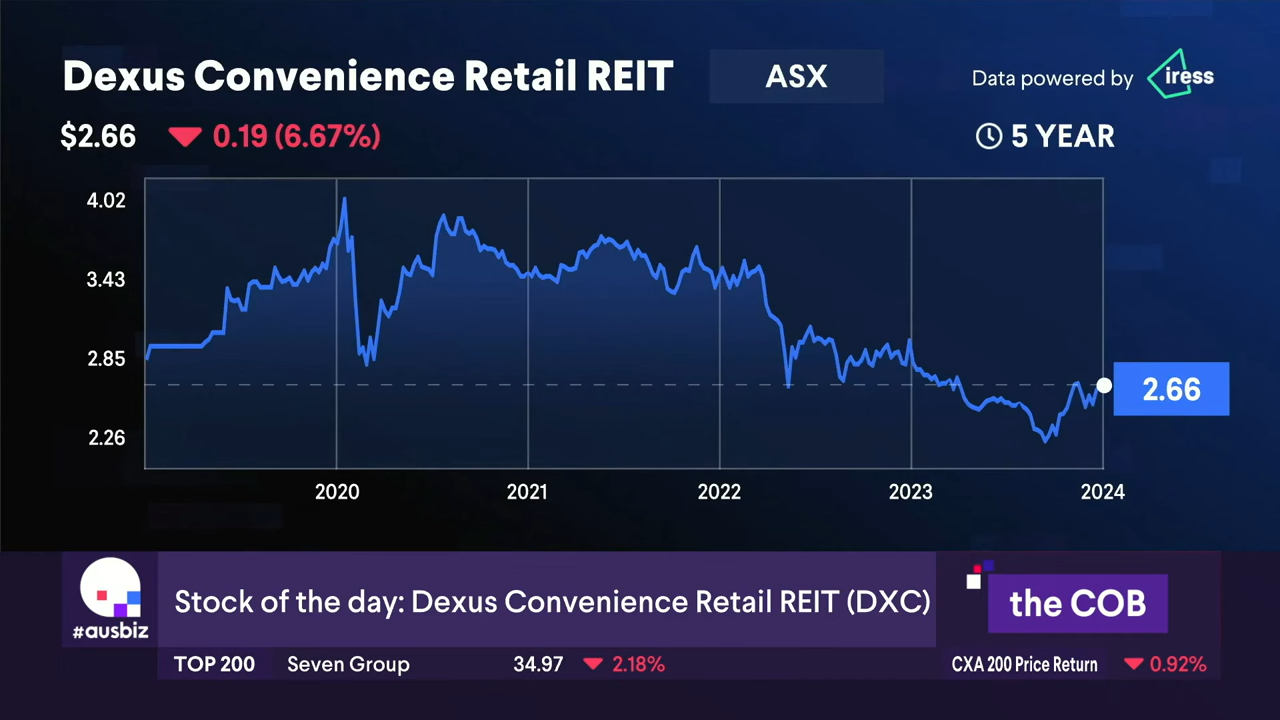 Dexus Convenience Retail REIT
ASX
Data powered by iress
$2.66 ▼ 0.19 (6.67%)
5 YEAR
4.02
3.43
2.85
2.26
2.66
2020 2021 2022 2023 2024
#ausbiz
Stock of the day: Dexus Convenience Retail REIT (DXC)
the COB
TOP 200 Seven Group 34.97 ▼ 2.18%
CXA 200 Price Return ▼ 0.92%